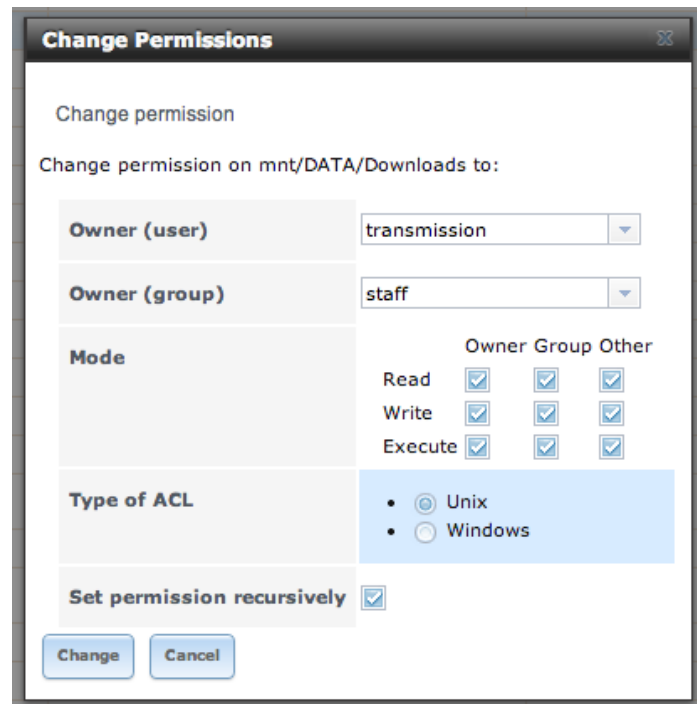 Change Permissions
Change permission
Change permission on mnt/DATA/Downloads to:
Owner (user) transmission
Owner (group) staff
Mode
Owner Group Other
Read
Write
Execute
Type of ACL
• Unix
• Windows
Set permission recursively
Change Cancel